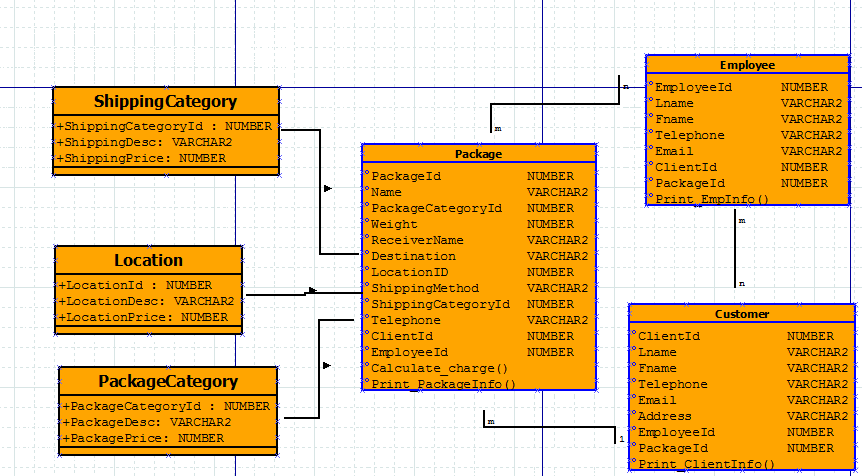 ShippingCategory
+ShippingCategoryId : NUMBER
+ShippingDesc: VARCHAR2
+ShippingPrice: NUMBER
Location
+LocationId : NUMBER
+LocationDesc: VARCHAR2
+LocationPrice: NUMBER
PackageCategory
+PackageCategoryId : NUMBER
+PackageDesc: VARCHAR2
+PackagePrice: NUMBER
Package
PackageId NUMBER
Name VARCHAR2
PackageCategoryId NUMBER
Weight NUMBER
ReceiverName VARCHAR2
Destination VARCHAR2
LocationID NUMBER
ShippingMethod VARCHAR2
ShippingCategoryId NUMBER
Telephone VARCHAR2
ClientId NUMBER
EmployeeId NUMBER
Calculate_charge()
Print_PackageInfo()
n
m
Employee
EmployeeId NUMBER
Lname VARCHAR2
Fname VARCHAR2
Telephone VARCHAR2
Email VARCHAR2
ClientId NUMBER
PackageId NUMBER
Print_EmpInfo()
m
n
Customer
ClientId NUMBER
Lname VARCHAR2
Fname VARCHAR2
Telephone VARCHAR2
Email VARCHAR2
Address VARCHAR2
EmployeeId NUMBER
PackageId NUMBER
Print_ClientInfo()
m
1